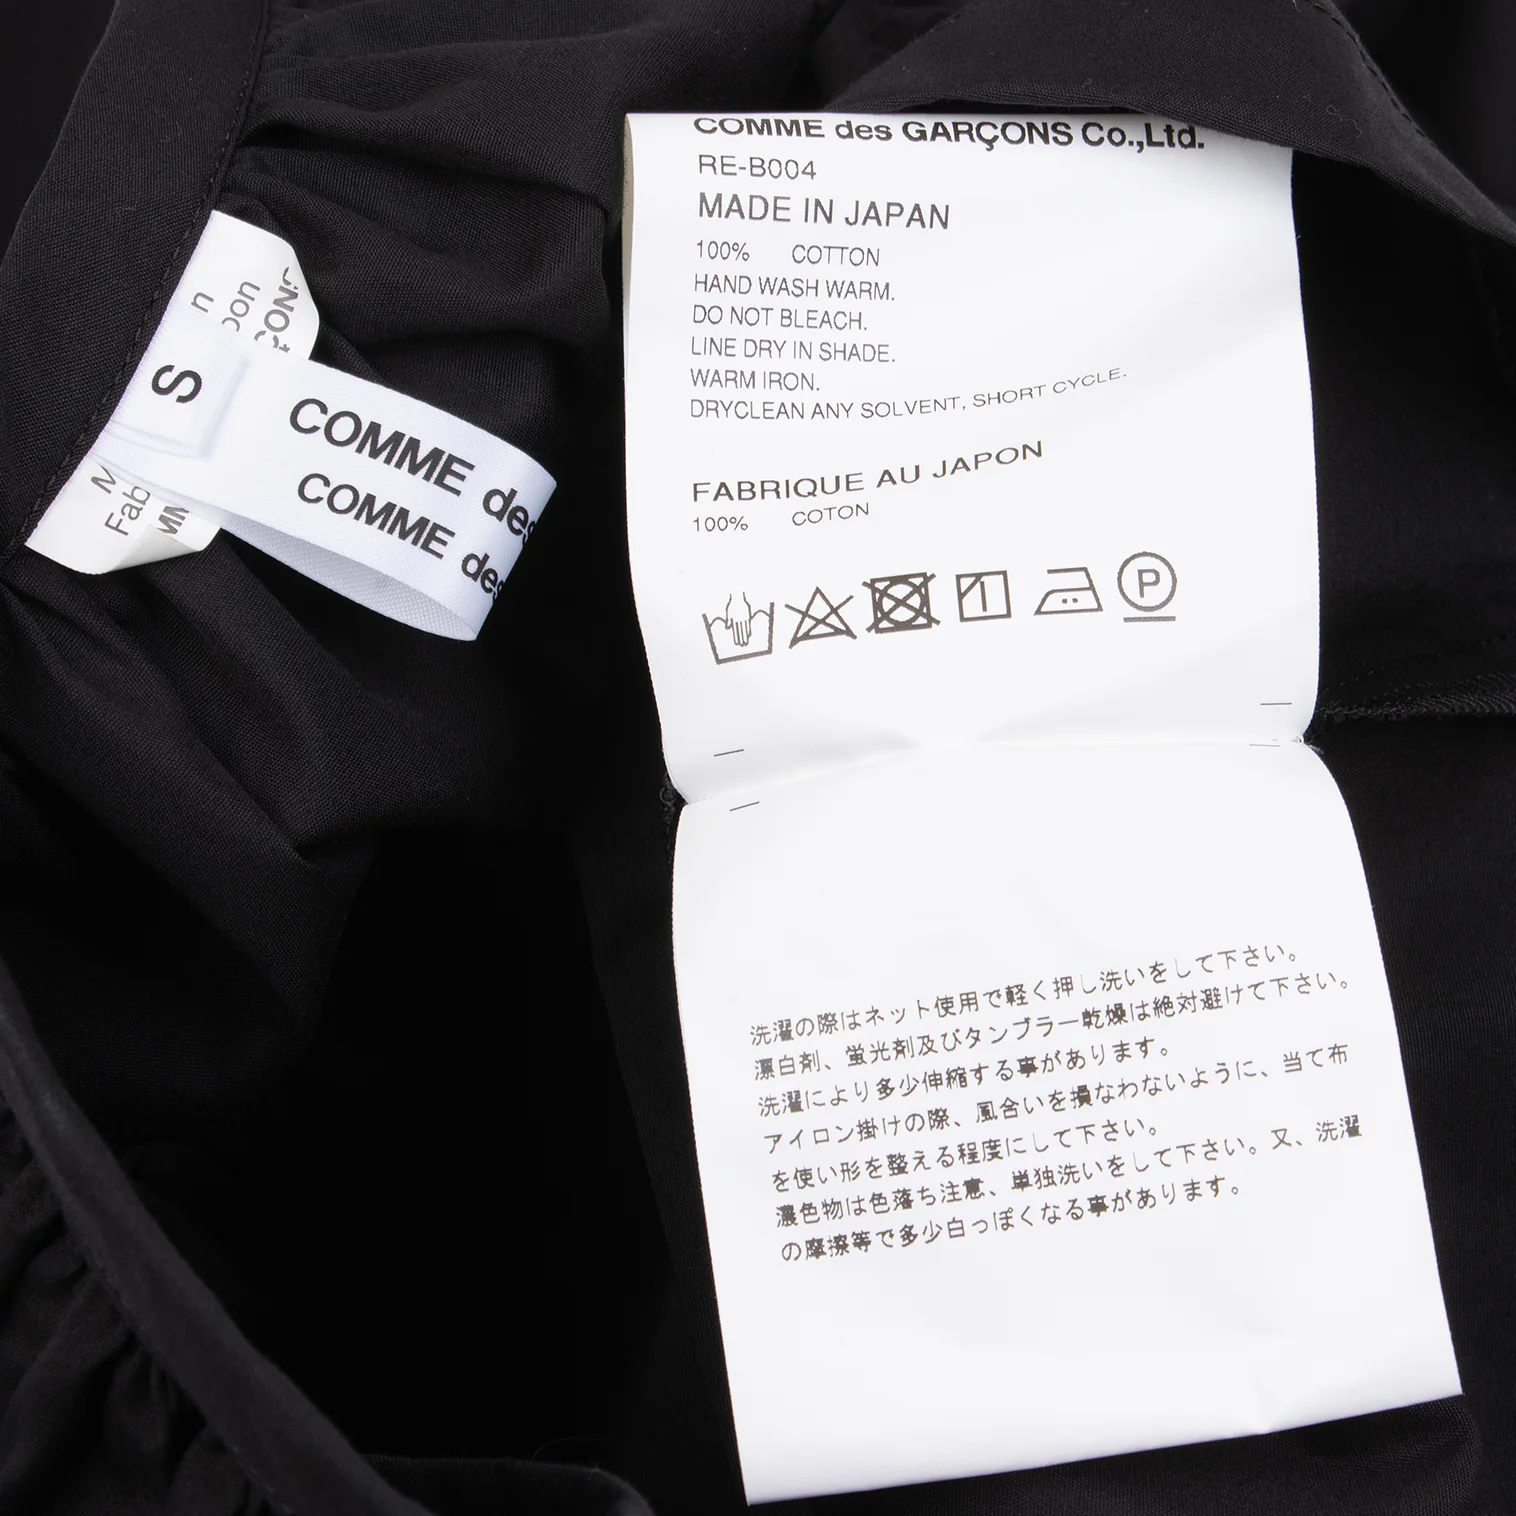 COMME des GARÇONS Co.,Ltd.
RE-B004
MADE IN JAPAN
100% COTTON
HAND WASH WARM.
DO NOT BLEACH.
LINE DRY IN SHADE.
WARM IRON.
DRYCLEAN ANY SOLVENT, SHORT CYCLE.
FABRIQUE AU JAPON
100% COTON
P
S
COMME des
COMME des
n
pon
ÇONS
M
Fab
MM
洗濯の際はネット使用で軽く押し洗いをして下さい。
漂白剤、蛍光剤及びタンブラー乾燥は絶対避けて下さい。
洗濯により多少伸縮する事があります。
アイロン掛けの際、風合いを損なわないように、当て布
を使い形を整える程度にして下さい。
濃色物は色落ち注意、単独洗いをして下さい。又、洗濯
の摩擦等で多少白っぽくなる事があります。